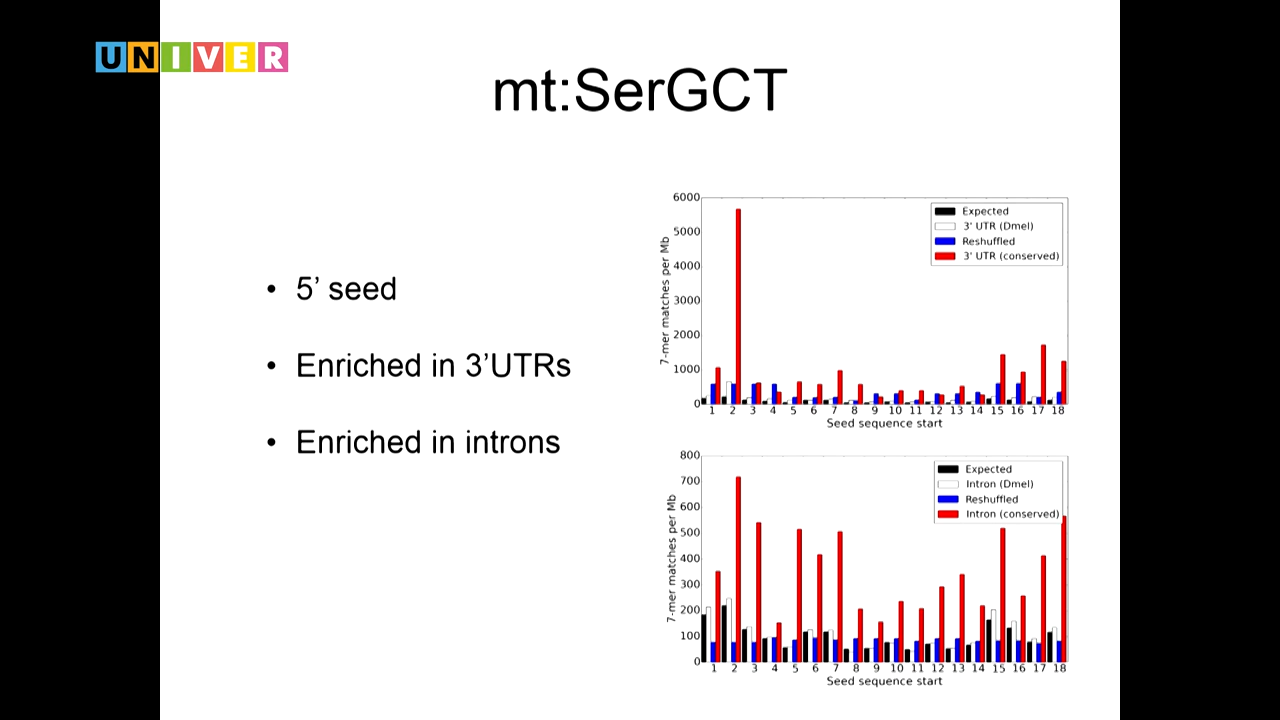 UNIVER
mt:SerGCT
• 5’ seed
• Enriched in 3’UTRs
• Enriched in introns
6000
5000
4000
3000
2000
1000
0
7-mer matches per Mb
Expected
3' UTR (Dmel)
Reshuffled
3' UTR (conserved)
1 2 3 4 5 6 7 8 9 10 11 12 13 14 15 16 17 18
Seed sequence start
800
700
600
500
400
300
200
100
0
7-mer matches per Mb
Expected
Intron (Dmel)
Reshuffled
Intron (conserved)
1 2 3 4 5 6 7 8 9 10 11 12 13 14 15 16 17 18
Seed sequence start